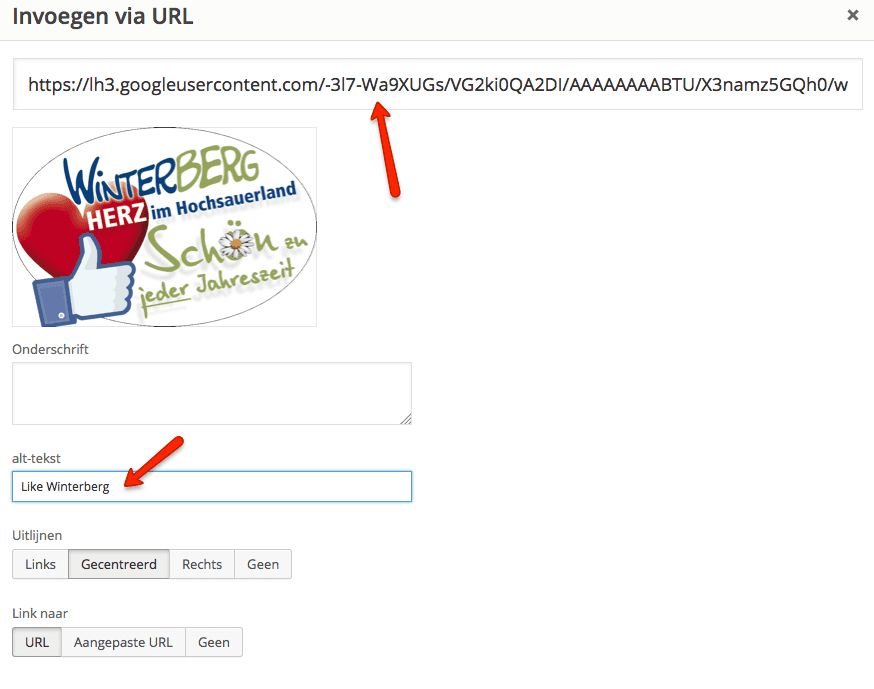 Invoegen via URL
×
https://lh3.googleusercontent.com/-3l7-Wa9XUGs/VG2ki0QA2DI/AAAAAAAABTU/X3namz5GQh0/w
WINTERBERG
HERZ im Hochsauerland
Schön zu
jeder Jahreszeit
Onderschrift
alt-tekst
Like Winterberg
Uitlijnen
Links Gecentreerd Rechts Geen
Link naar
URL Aangepaste URL Geen